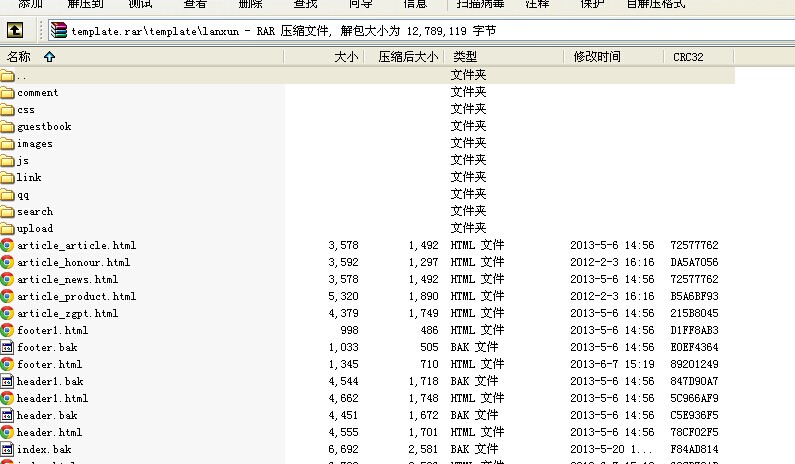 添加 解压到 测试 查看 删除 查找 向导 信息 扫描病毒 注释 保护 自解压格式
template.rar\template\lanxun - RAR 压缩文件, 解包大小为 12,789,119 字节
名称 大小 压缩后大小 类型 修改时间 CRC32
.. 文件夹
comment 文件夹
css 文件夹
guestbook 文件夹
images 文件夹
js 文件夹
link 文件夹
qq 文件夹
search 文件夹
upload 文件夹
article_article.html 3,578 1,492 HTML 文件 2013-5-6 14:56 72577762
article_honour.html 3,592 1,297 HTML 文件 2012-2-3 16:16 DA5A7056
article_news.html 3,578 1,492 HTML 文件 2013-5-6 14:56 72577762
article_product.html 5,320 1,890 HTML 文件 2012-2-3 16:16 B5A6BF93
article_zgpt.html 4,379 1,749 HTML 文件 2013-5-6 14:56 215B8045
footer1.html 998 486 HTML 文件 2013-5-6 14:56 D1FF8AB3
footer.bak 1,033 505 BAK 文件 2013-5-6 14:56 E0EF4364
footer.html 1,345 710 HTML 文件 2013-6-7 15:19 89201249
header1.bak 4,544 1,718 BAK 文件 2013-5-6 14:56 847D90A7
header1.html 4,662 1,748 HTML 文件 2013-5-6 14:56 5C966AF9
header.bak 4,451 1,672 BAK 文件 2013-5-6 14:56 C5E936F5
header.html 4,555 1,701 HTML 文件 2013-5-6 14:56 78CF02F5
index.bak 6,692 2,581 BAK 文件 2013-5-20 1... F84AD814